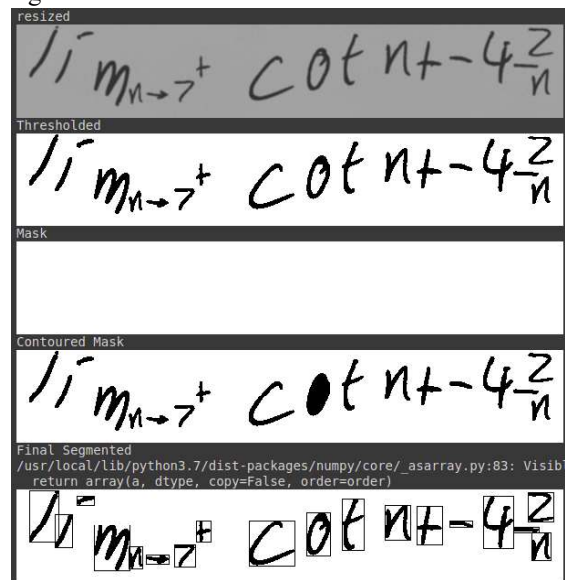 resized
lim n→7⁺ cot n+-4 2/n
Thresholded
lim n→7⁺ cot n+-4 2/n
Mask
Contoured Mask
lim n→7⁺ cot n+-4 2/n
Final Segmented
/usr/local/lib/python3.7/dist-packages/numpy/core/_asarray.py:83: Visibl
return array(a, dtype, copy=False, order=order)
lim n→7⁺ cot n+-4 2/n